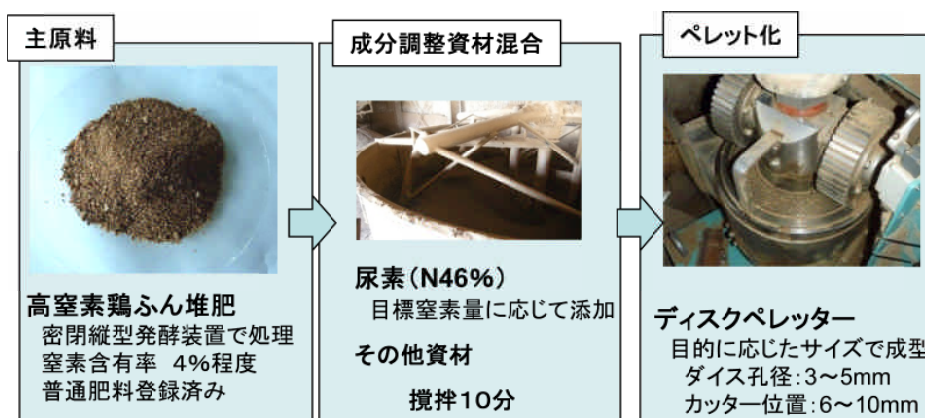 主原料
高窒素鶏ふん堆肥
密閉縦型発酵装置で処理
窒素含有率 4%程度
普通肥料登録済み
成分調整資材混合
尿素(N46%)
目標窒素量に応じて添加
その他資材
撹拌10分
ペレット化
ディスクペレッター
目的に応じたサイズで成型
ダイス孔径:3~5mm
カッター位置:6~10mm